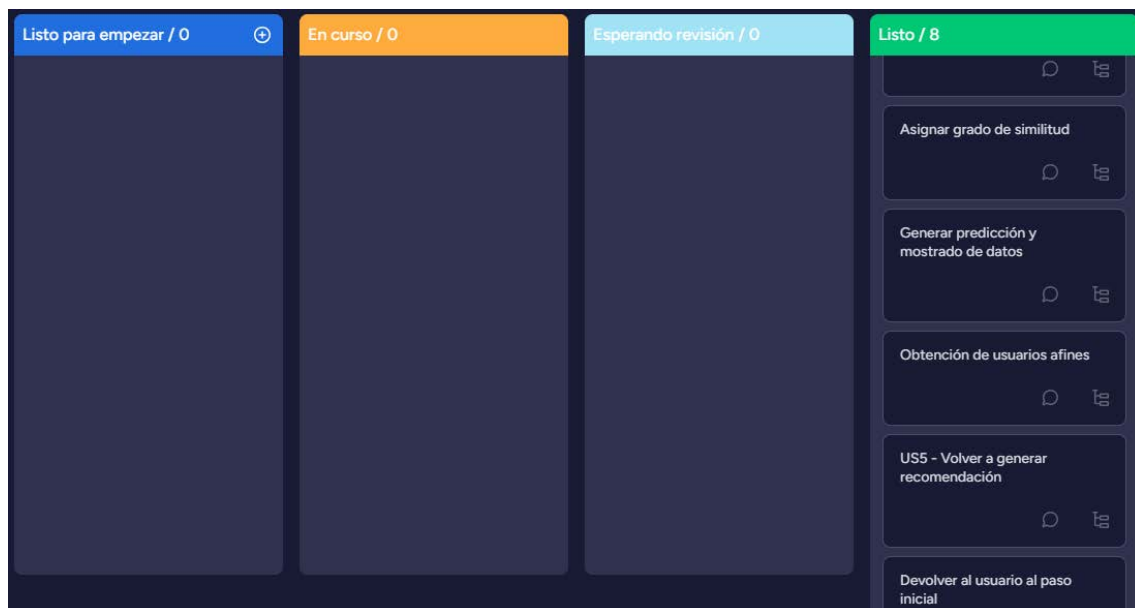 Listo para empezar / 0
En curso / 0
Esperando revisión / 0
Listo / 8
Asignar grado de similitud
Generar predicción y
mostrado de datos
Obtención de usuarios afines
US5 - Volver a generar
recomendación
Devolver al usuario al paso
inicial